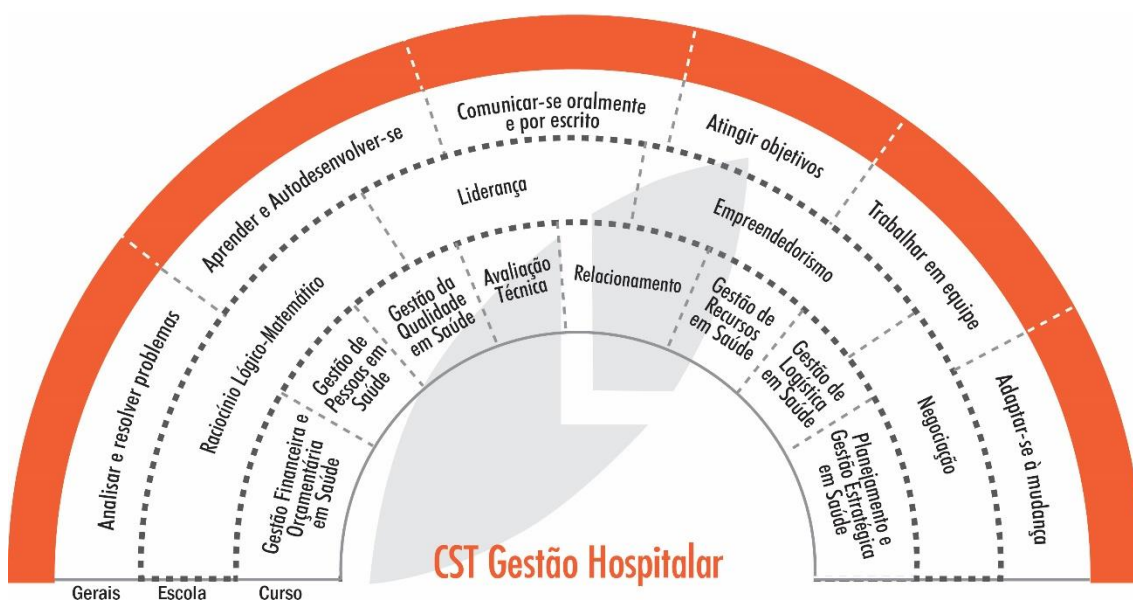 Analisar e resolver problemas
Aprender e Autodesenvolver-se
Comunicar-se oralmente
e por escrito
Atingir objetivos
Trabalhar em equipe
Adaptar-se à mudança
Raciocínio Lógico-Matemático
Liderança
Empreendedorismo
Negociação
Gestão Financeira e
Orçamentária
em Saúde
Gestão de
Pessoas em
Saúde
Gestão da
Qualidade
em Saúde
Avaliação
Técnica
Relacionamento
Gestão de
Recursos
em Saúde
Gestão de
Logística
em Saúde
Planejamento e
Gestão Estratégica
em Saúde
CST Gestão Hospitalar
Gerais
Escola
Curso